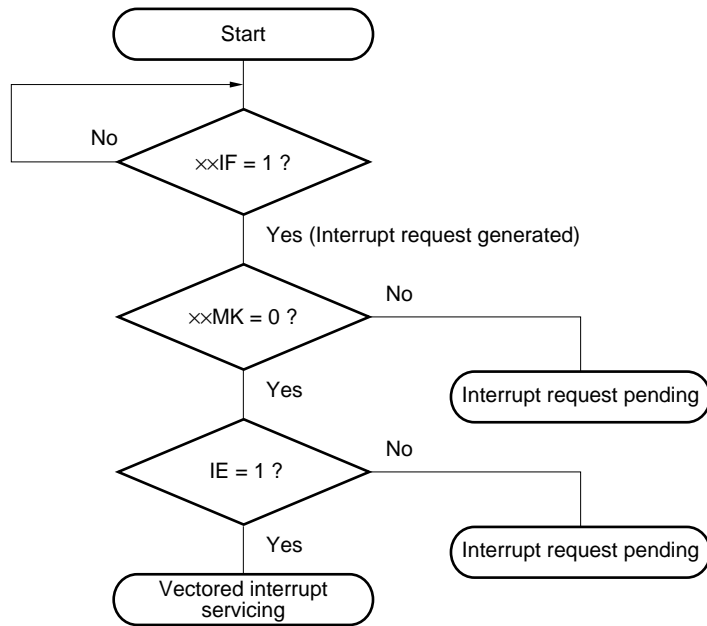 Start
No
××IF = 1 ?
Yes (Interrupt request generated)
××MK = 0 ?
No
Interrupt request pending
Yes
IE = 1 ?
No
Interrupt request pending
Yes
Vectored interrupt
servicing